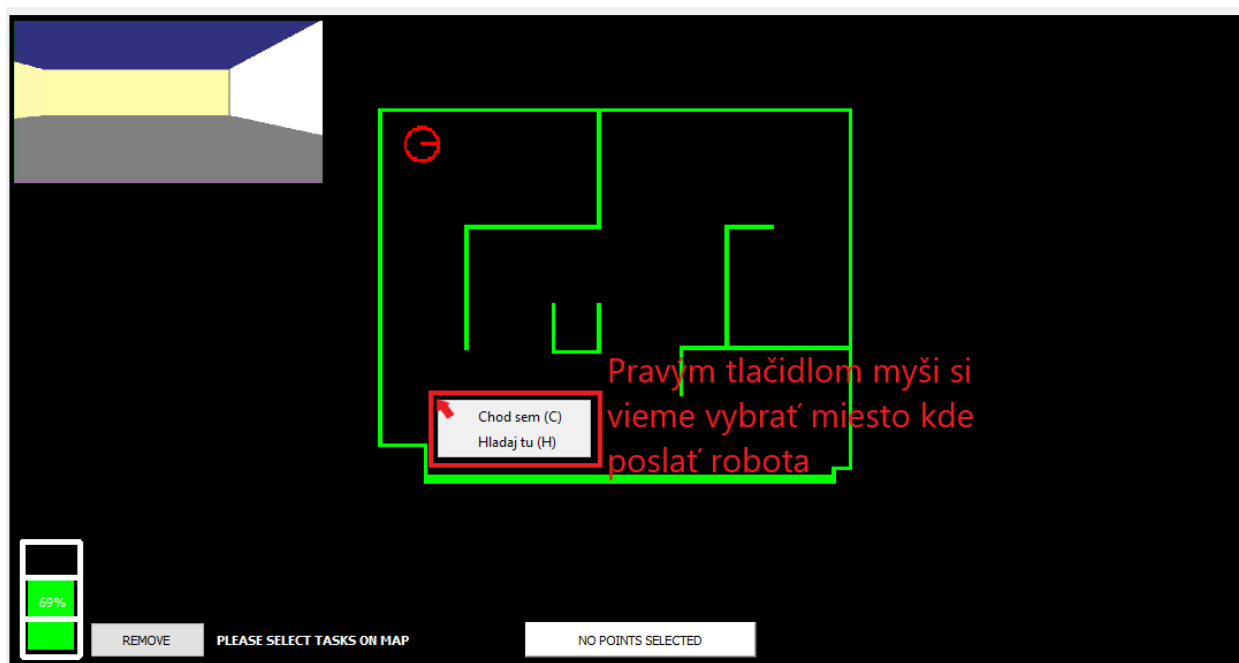 Chod sem (C)
Hladaj tu (H)
Pravým tlačidlom myši si
vieme vybrať miesto kde
poslať robota
69%
REMOVE
PLEASE SELECT TASKS ON MAP
NO POINTS SELECTED